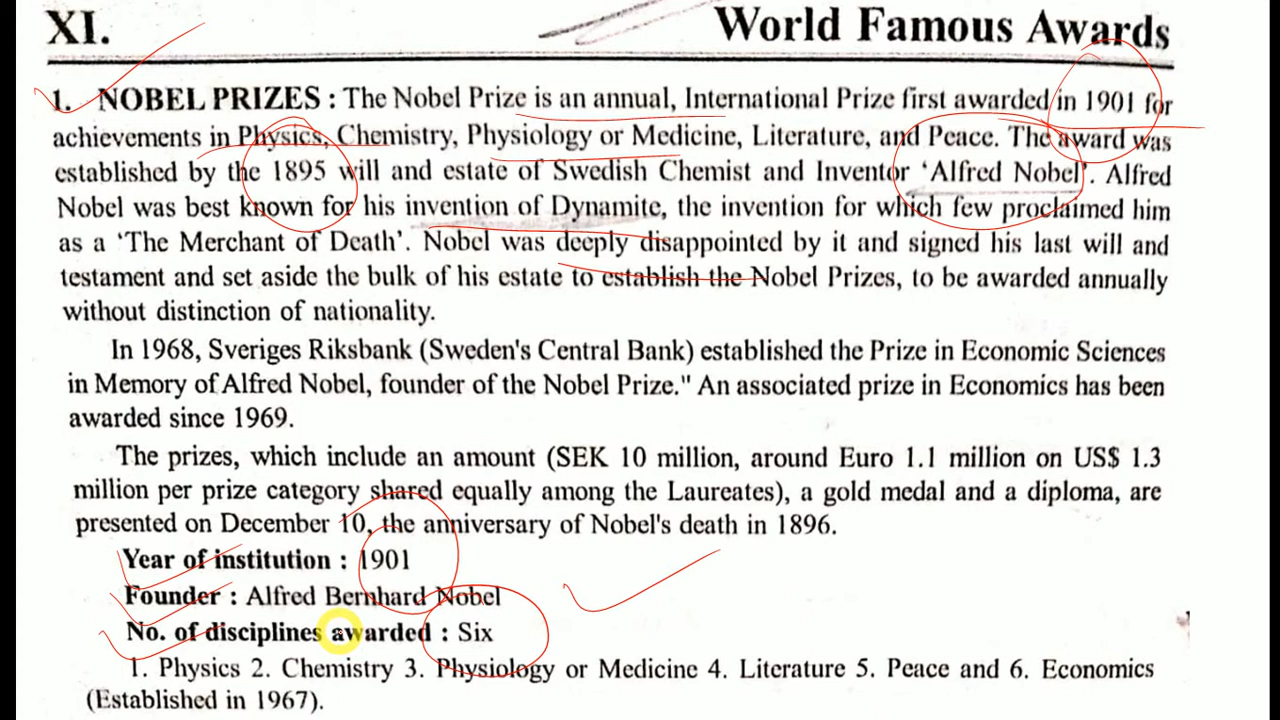 XI. World Famous Awards
1. NOBEL PRIZES : The Nobel Prize is an annual, International Prize first awarded in 1901 for
achievements in Physics, Chemistry, Physiology or Medicine, Literature, and Peace. The award was
established by the 1895 will and estate of Swedish Chemist and Inventor 'Alfred Nobel'. Alfred
Nobel was best known for his invention of Dynamite, the invention for which few proclaimed him
as a 'The Merchant of Death'. Nobel was deeply disappointed by it and signed his last will and
testament and set aside the bulk of his estate to establish the Nobel Prizes, to be awarded annually
without distinction of nationality.
In 1968, Sveriges Riksbank (Sweden's Central Bank) established the Prize in Economic Sciences
in Memory of Alfred Nobel, founder of the Nobel Prize." An associated prize in Economics has been
awarded since 1969.
The prizes, which include an amount (SEK 10 million, around Euro 1.1 million on US$ 1.3
million per prize category shared equally among the Laureates), a gold medal and a diploma, are
presented on December 10, the anniversary of Nobel's death in 1896.
Year of institution : 1901
Founder : Alfred Bernhard Nobel
No. of disciplines awarded : Six
1. Physics 2. Chemistry 3. Physiology or Medicine 4. Literature 5. Peace and 6. Economics
(Established in 1967).